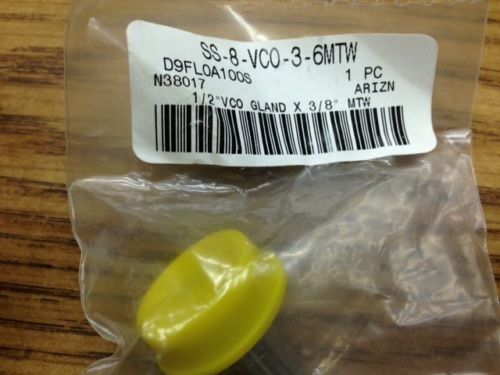 SS-8-VCO-3-6MTW
D9FL0A100S 1 PC
N38017 ARIZN
1/2"VCO GLAND X 3/8" MTW